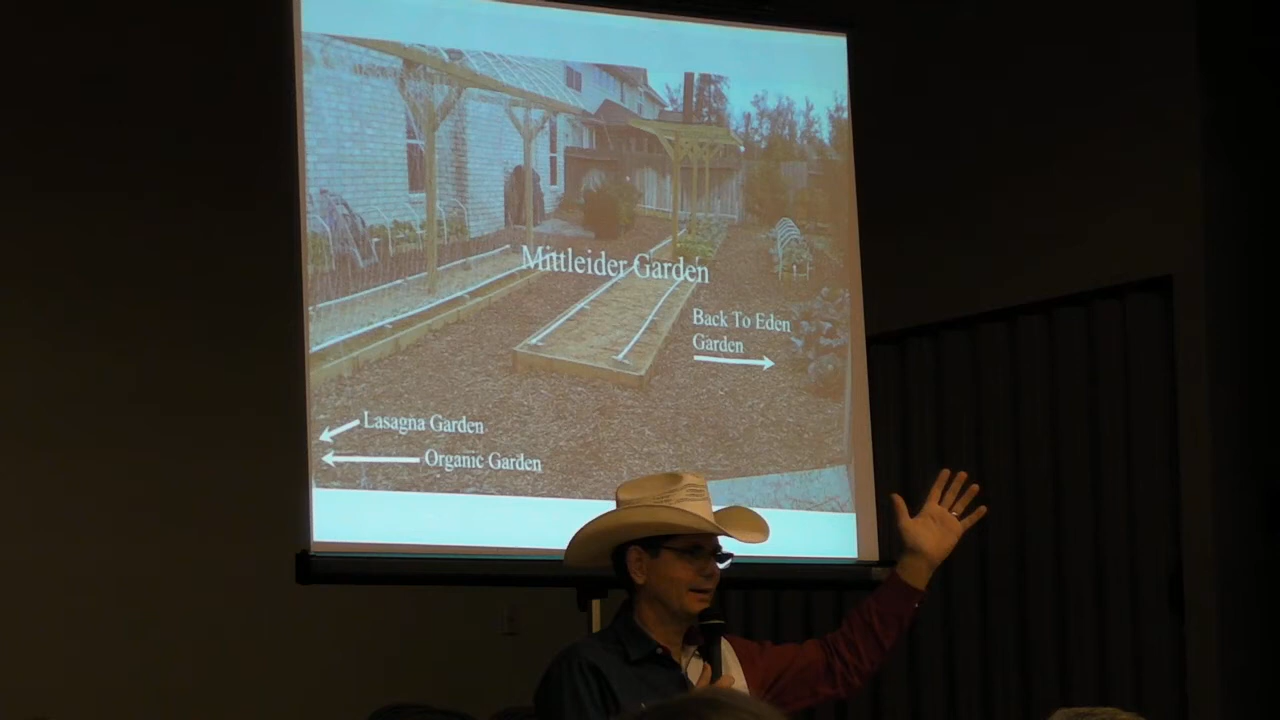 Mittleider Garden
Back To Eden
Garden
Lasagna Garden
Organic Garden